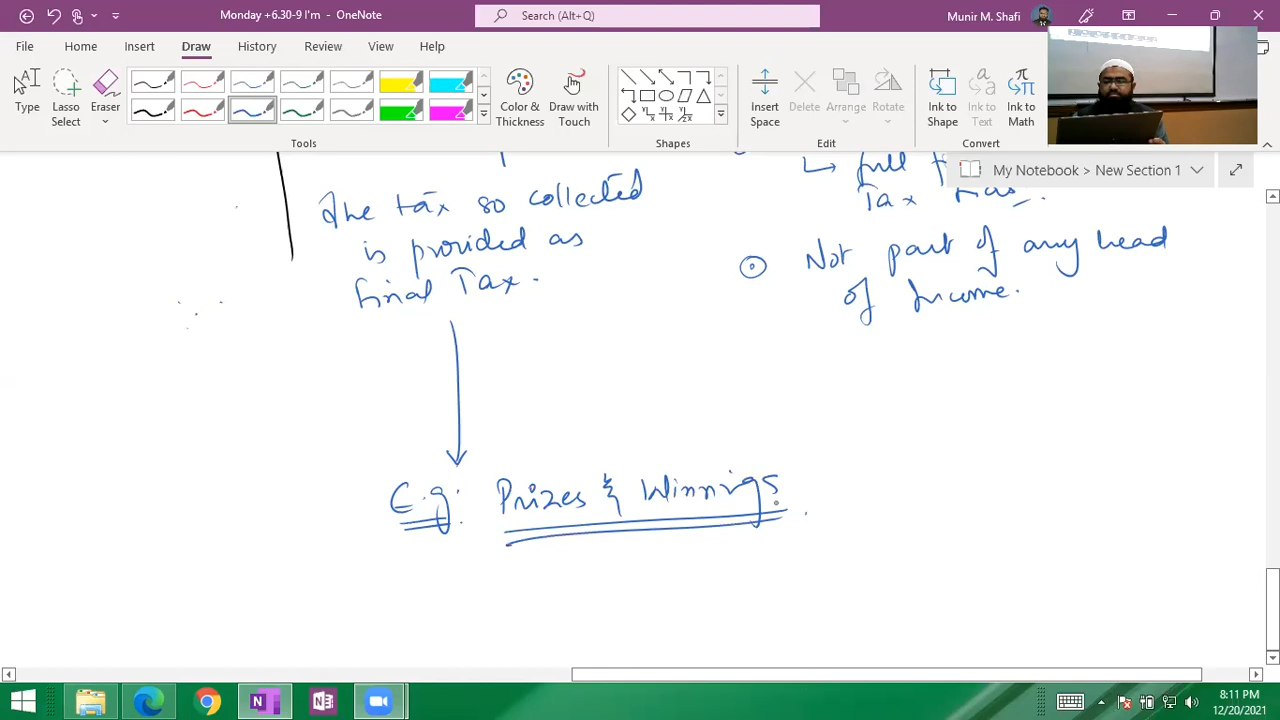 Monday +6.30-9 I'm - OneNote
Search (Alt+Q)
Munir M. Shafi
File Home Insert Draw History Review View Help
Type
Lasso Select
Eraser
Color & Thickness
Draw with Touch
Insert Space
Delete
Arrange
Rotate
Ink to Shape
Ink to Text
Ink to Math
Tools
Shapes
Edit
Convert
My Notebook > New Section 1
The tax so collected
is provided as
final Tax.
full
Tax
Not part of any head
of Income.
E.g: Prizes & Winnings.
8:11 PM
12/20/2021